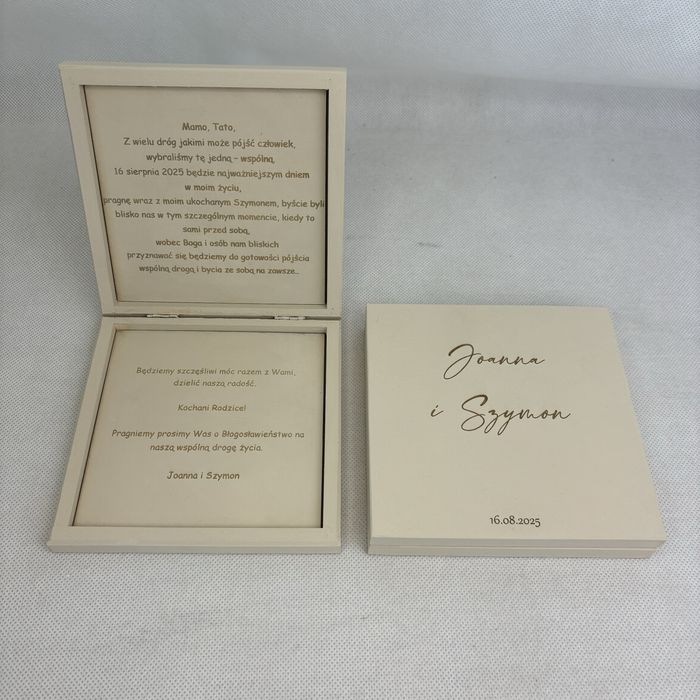 Mamo, Tato,
Z wielu dróg jakimi może pójść człowiek,
wybraliśmy tę jedną - wspólną,
16 sierpnia 2025 będzie najważniejszym dniem
w moim życiu,
pragnę wraz z moim ukochanym Szymonem, byście byli
blisko nas w tym szczególnym momencie, kiedy to
sami przed sobą,
wobec Boga i osób nam bliskich
przyznawać się będziemy do gotowości pójścia
wspólną drogą i bycia ze sobą na zawsze...
Będziemy szczęśliwi móc razem z Wami,
dzielić naszą radość.
Kochani Rodzice!
Pragniemy prosimy Was o Błogosławieństwo na
naszą wspólną drogę życia.
Joanna i Szymon
Joanna
i Szymon
16.08.2025